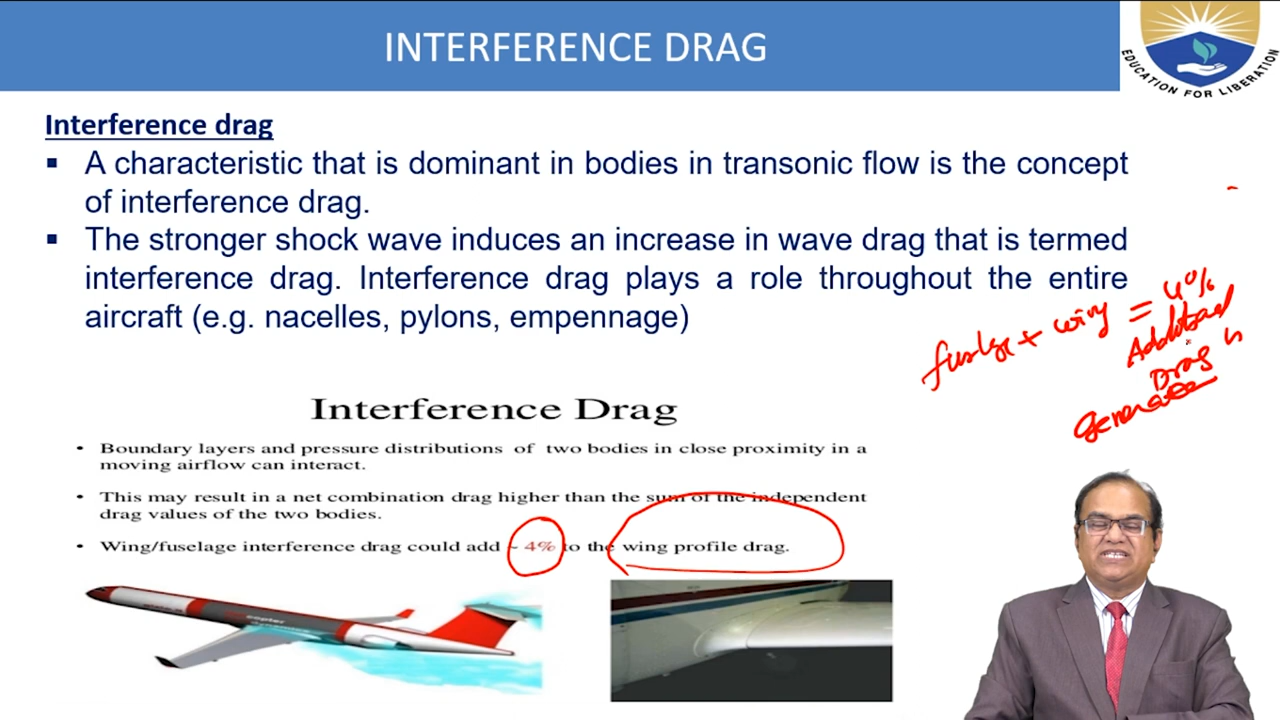 INTERFERENCE DRAG
EDUCATION FOR LIBERATION
Interference drag
▪ A characteristic that is dominant in bodies in transonic flow is the concept
of interference drag.
▪ The stronger shock wave induces an increase in wave drag that is termed
interference drag. Interference drag plays a role throughout the entire
aircraft (e.g. nacelles, pylons, empennage)
+ wing = 4%
Drag
Interference Drag
• Boundary layers and pressure distributions of two bodies in close proximity in a
moving airflow can interact.
• This may result in a net combination drag higher than the sum of the independent
drag values of the two bodies.
• Wing/fuselage interference drag could add ~ 4% to the wing profile drag.